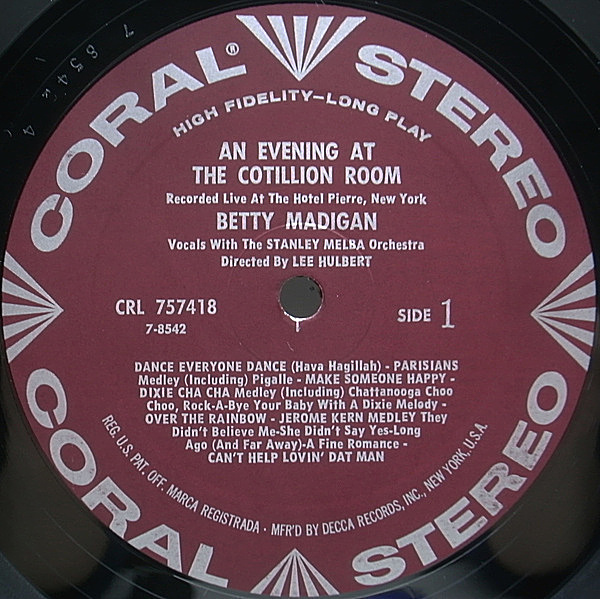 CORAL® STEREO
HIGH FIDELITY—LONG PLAY
AN EVENING AT
THE COTILLION ROOM
Recorded Live At The Hotel Pierre, New York
BETTY MADIGAN
Vocals With The STANLEY MELBA Orchestra
Directed By LEE HULBERT
CRL 757418
7-8542
SIDE 1
DANCE EVERYONE DANCE (Hava Hagillah) - PARISIANS
Medley (Including) Pigalle - MAKE SOMEONE HAPPY -
DIXIE CHA CHA Medley (Including) Chattanooga Choo
Choo, Rock-A-Bye Your Baby With A Dixie Melody -
OVER THE RAINBOW - JEROME KERN MEDLEY They
Didn't Believe Me-She Didn't Say Yes-Long
Ago (And Far Away)-A Fine Romance -
CAN'T HELP LOVIN' DAT MAN
REG. U.S. PAT. OFF. MARCA REGISTRADA · MFR'D BY DECCA RECORDS, INC., NEW YORK, U.S.A.
CORAL STEREO